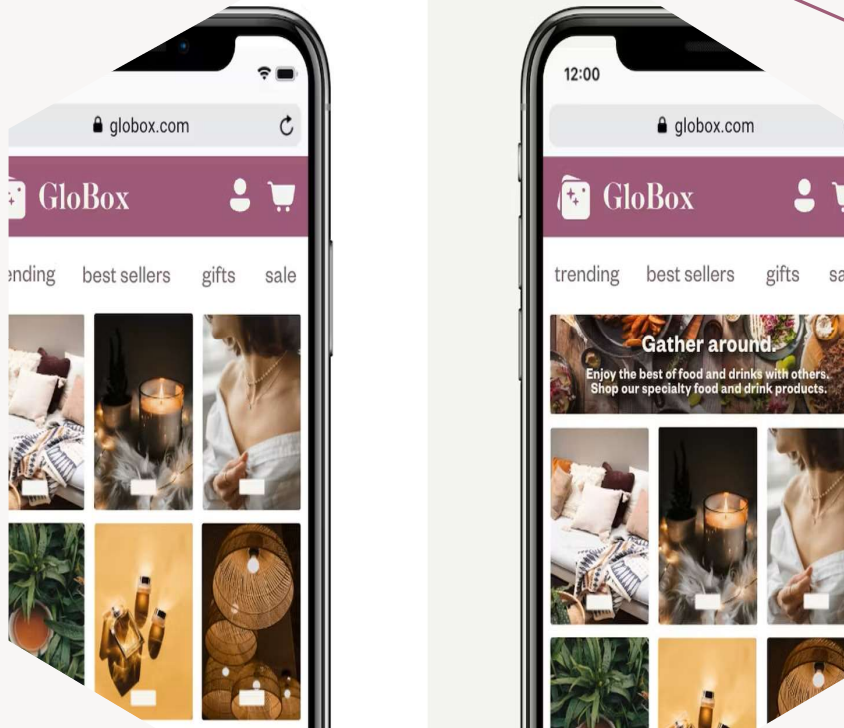 globox.com
GloBox
best sellers gifts sale
12:00
globox.com
GloBox
trending best sellers gifts
Gather around.
Enjoy the best of food and drinks with others.
Shop our specialty food and drink products.